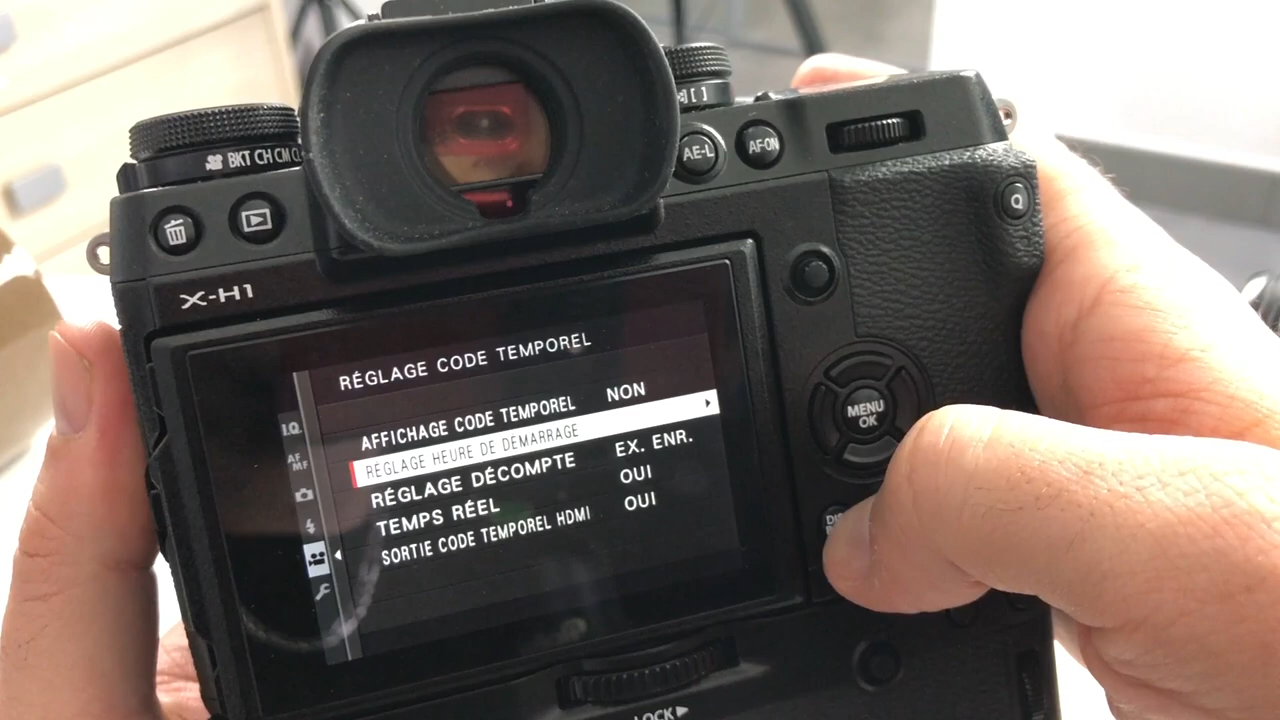 [ ]
BKT CH CM CL
AE-L
AF-ON
Q
X-H1
RÉGLAGE CODE TEMPOREL
AFFICHAGE CODE TEMPOREL NON
RÉGLAGE HEURE DE DÉMARRAGE
RÉGLAGE DÉCOMPTE EX. ENR.
TEMPS RÉEL OUI
SORTIE CODE TEMPOREL HDMI OUI
I.Q.
AF
MF
MENU
OK
LOCK